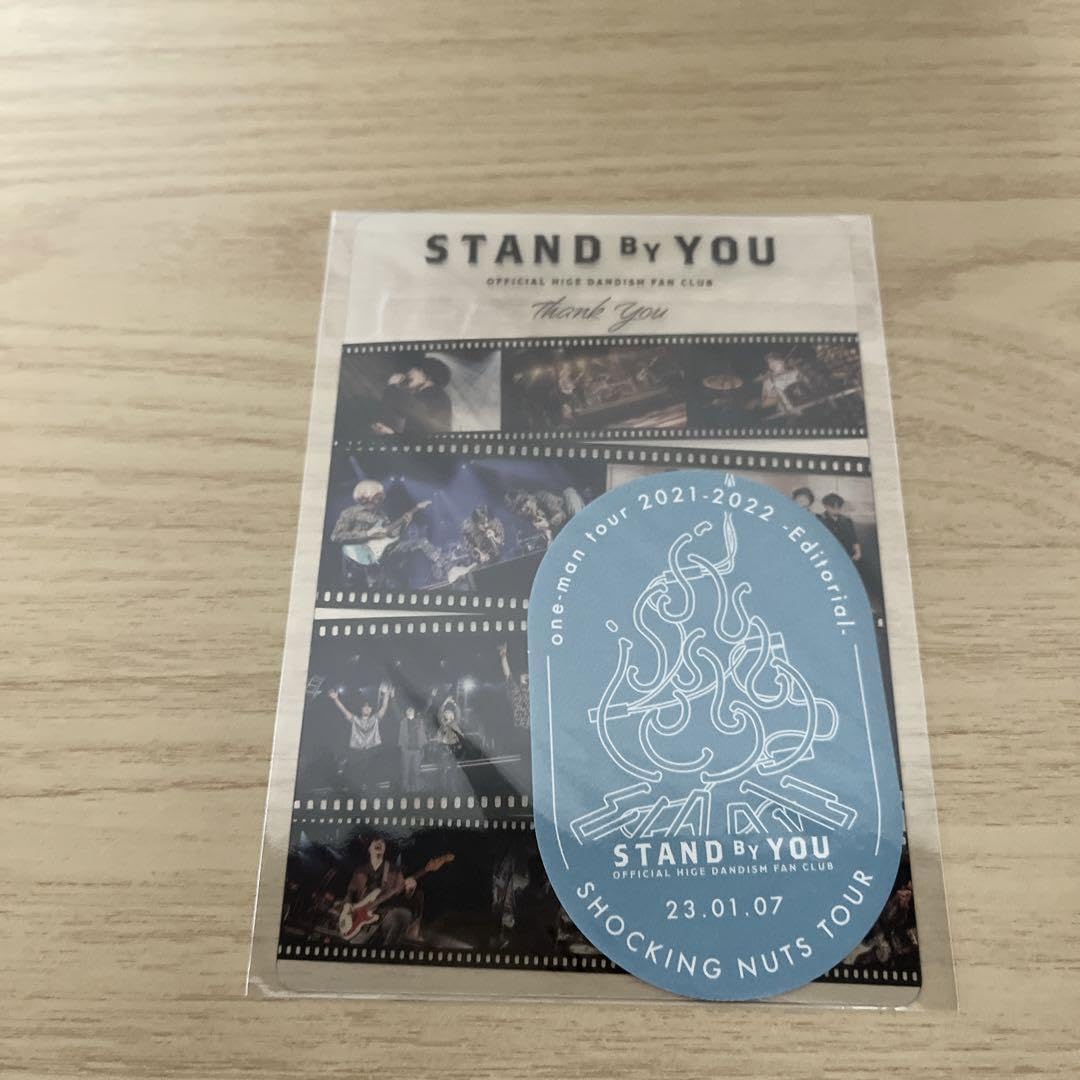 STAND BY YOU
OFFICIAL HIGE DANDISM FAN CLUB
Thank You
one-man tour 2021-2022 -Editorial-
STAND BY YOU
OFFICIAL HIGE DANDISM FAN CLUB
23.01.07
SHOCKING NUTS TOUR